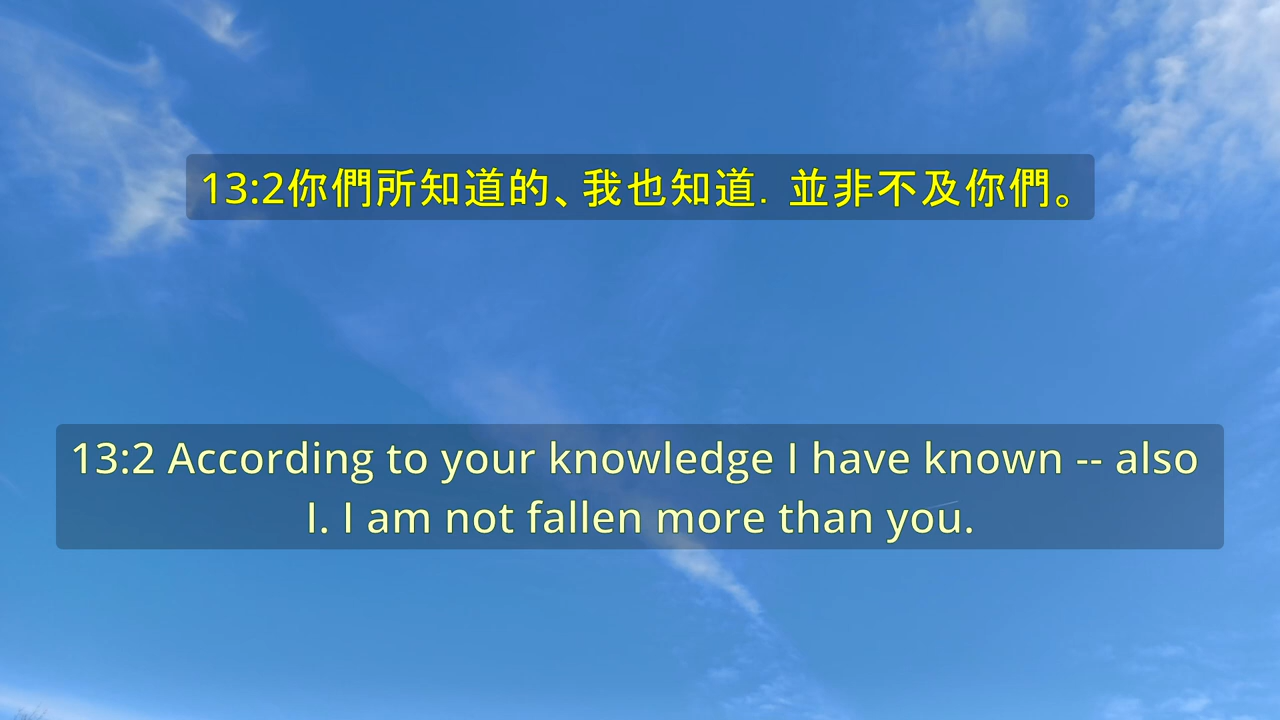 13:2你們所知道的、我也知道．並非不及你們。
13:2 According to your knowledge I have known -- also
I. I am not fallen more than you.